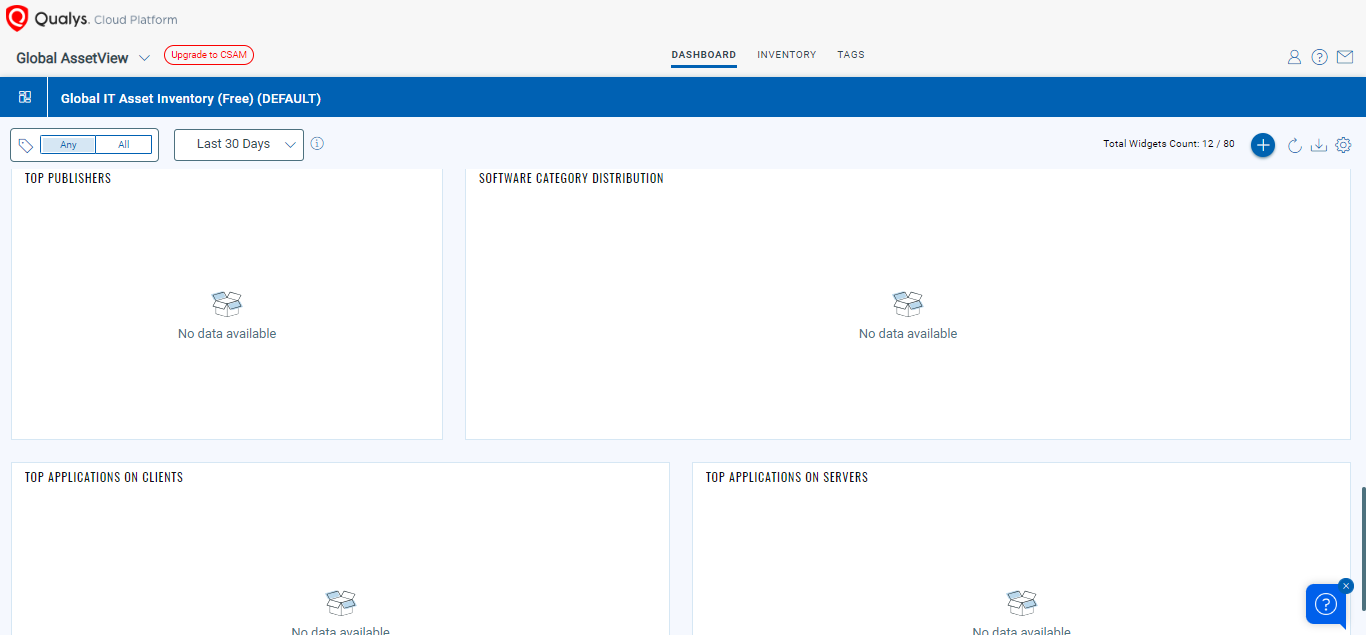 Qualys. Cloud Platform
Global AssetView
Upgrade to CSAM
DASHBOARD
INVENTORY
TAGS
Global IT Asset Inventory (Free) (DEFAULT)
Any
All
Last 30 Days
Total Widgets Count: 12 / 80
TOP PUBLISHERS
SOFTWARE CATEGORY DISTRIBUTION
No data available
No data available
TOP APPLICATIONS ON CLIENTS
TOP APPLICATIONS ON SERVERS
No data available
No data available